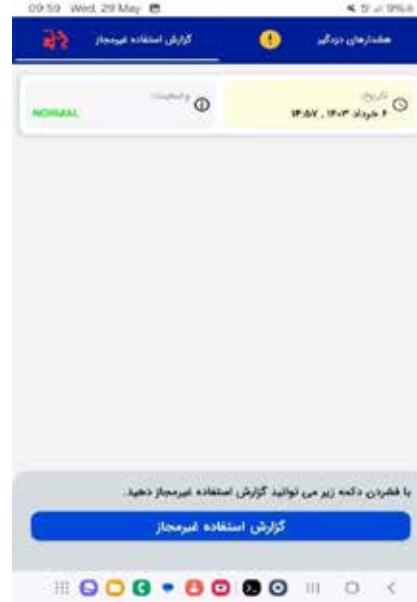 09:59 Wed, 29 May
هشدارهای دزدگیر
گزارش استفاده غیرمجاز
تاریخ:
۶ خرداد ۱۴۰۳ , ۱۴:۵۷
وضعیت:
NORMAL
با فشردن دکمه زیر می توانید گزارش استفاده غیرمجاز دهید.
گزارش استفاده غیرمجاز